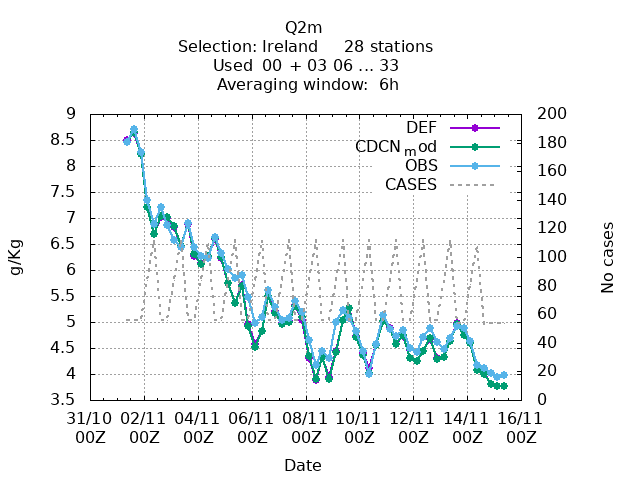 Q2m
Selection: Ireland 28 stations
Used 00 + 03 06 ... 33
Averaging window: 6h
9
8.5
8
7.5
7
6.5
6
5.5
5
4.5
4
3.5
g/Kg
200
180
160
140
120
100
80
60
40
20
0
No cases
DEF
CDCN_mod
OBS
CASES
31/10 02/11 04/11 06/11 08/11 10/11 12/11 14/11 16/11
00Z 00Z 00Z 00Z 00Z 00Z 00Z 00Z 00Z
Date